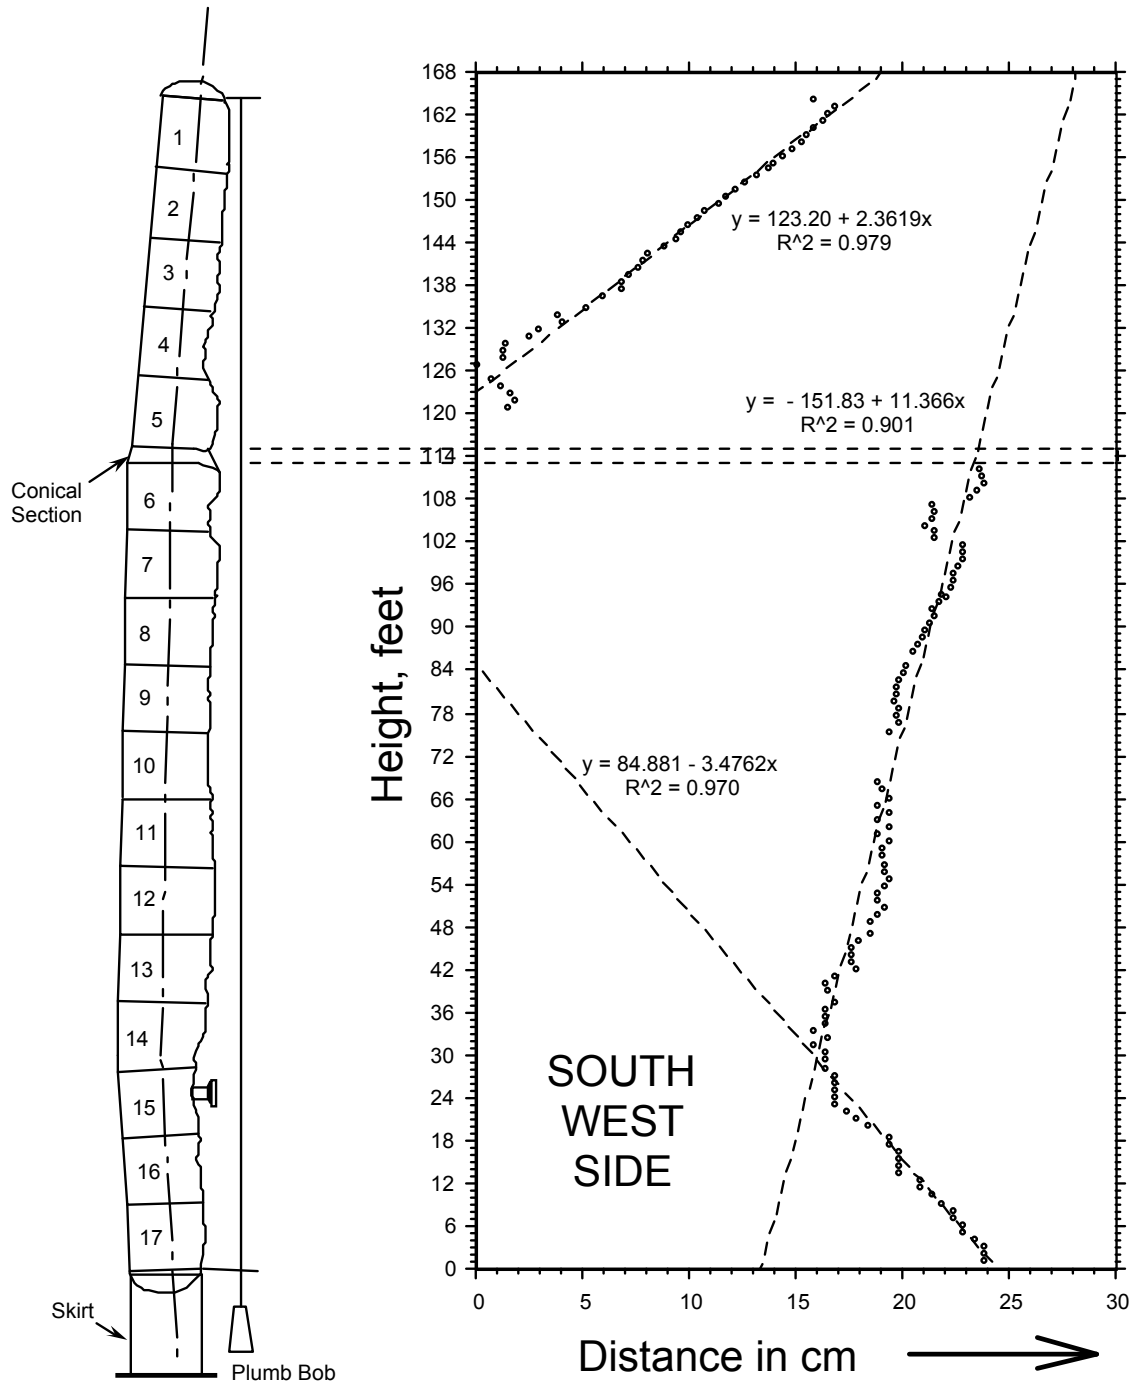 1
2
3
4
5
Conical
Section
6
7
8
9
10
11
12
13
14
15
16
17
Skirt
Plumb Bob
Height, feet
168
162
156
150
144
138
132
126
120
114
108
102
96
90
84
78
72
66
60
54
48
42
36
30
24
18
12
6
0
y = 123.20 + 2.3619x
R^2 = 0.979
y = - 151.83 + 11.366x
R^2 = 0.901
y = 84.881 - 3.4762x
R^2 = 0.970
SOUTH
WEST
SIDE
0 5 10 15 20 25 30
Distance in cm